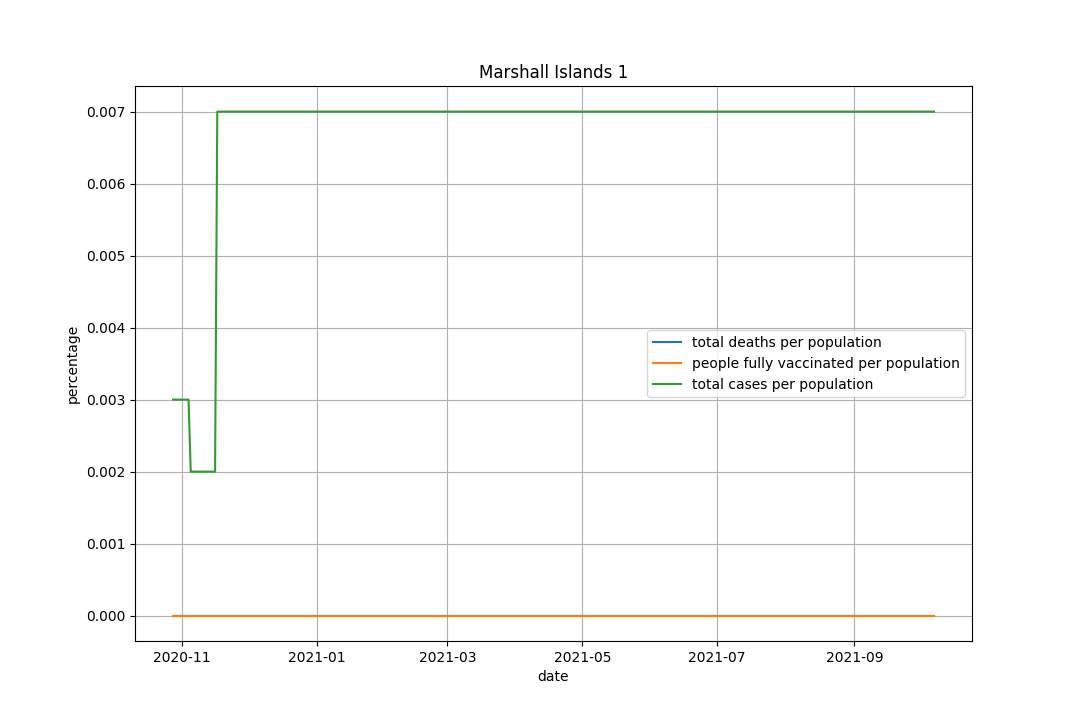 Marshall Islands 1
0.007
0.006
0.005
0.004
0.003
0.002
0.001
0.000
percentage
total deaths per population
people fully vaccinated per population
total cases per population
2020-11 2021-01 2021-03 2021-05 2021-07 2021-09
date